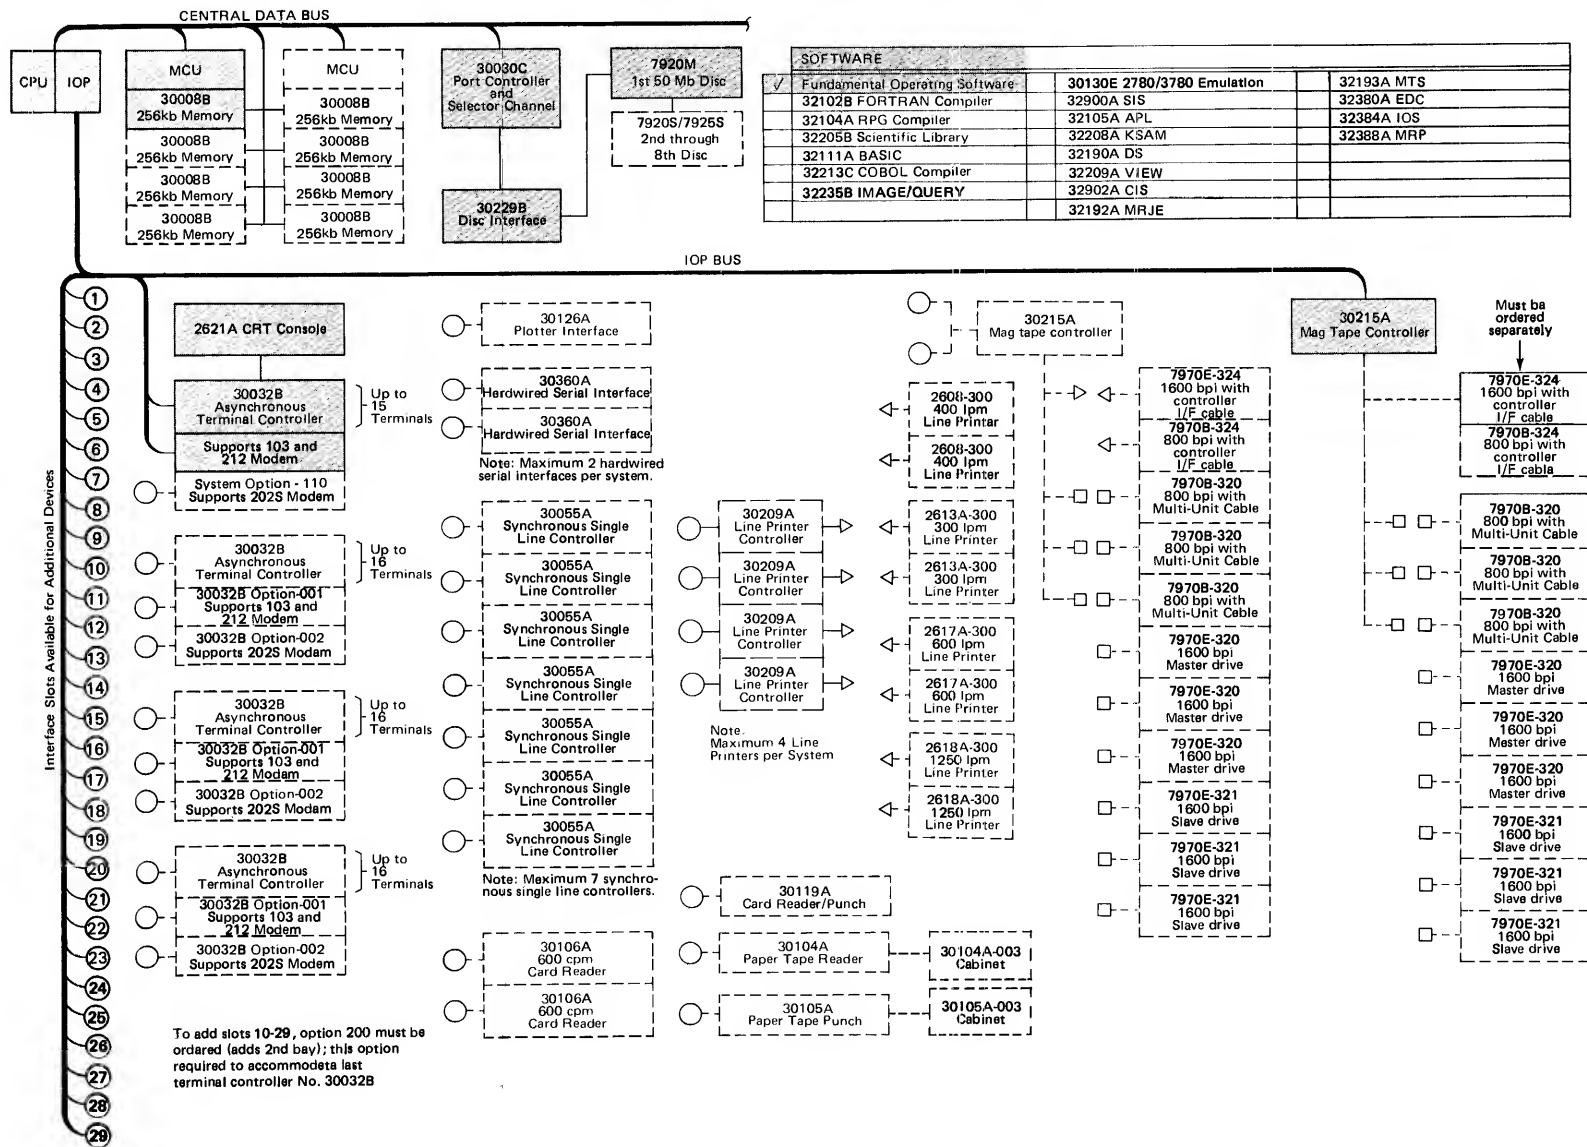 CENTRAL DATA BUS
CPU
IOP
MCU
30008B
256kb Memory
30008B
256kb Memory
30008B
256kb Memory
30008B
256kb Memory
MCU
30008B
256kb Memory
30008B
256kb Memory
30008B
256kb Memory
30008B
256kb Memory
30030C
Port Controller
and
Selector Channel
30229B
Disc Interface
7920M
1st 50 Mb Disc
7920S/7925S
2nd through
8th Disc
SOFTWARE
√ Fundamental Operating Software
32102B FORTRAN Compiler
32104A RPG Compiler
32205B Scientific Library
32111A BASIC
32213C COBOL Compiler
32235B IMAGE/QUERY
30130E 2780/3780 Emulation
32900A SIS
32105A APL
32208A KSAM
32190A DS
32209A VIEW
32902A CIS
32192A MRJE
32193A MTS
32380A EDC
32384A IOS
32388A MRP
IOP BUS
Interface Slots Available for Additional Devices
1
2
3
4
5
6
7
8
9
10
11
12
13
14
15
16
17
18
19
20
21
22
23
24
25
26
27
28
29
2621A CRT Console
30032B
Asynchronous
Terminal Controller
Up to
15
Terminals
Supports 103 and
212 Modem
System Option - 110
Supports 202S Modem
30032B
Asynchronous
Terminal Controller
Up to
16
Terminals
30032B Option-001
Supports 103 and
212 Modem
30032B Option-002
Supports 202S Modam
30032B
Asynchronous
Terminal Controller
Up to
16
Terminals
30032B Option-001
Supports 103 and
212 Modam
30032B Option-002
Supports 202S Modam
30032B
Asynchronous
Terminal Controller
Up to
16
Terminals
30032B Option-001
Supports 103 and
212 Modem
30032B Option-002
Supports 202S Modem
To add slots 10-29, option 200 must be
ordared (adds 2nd bay); this option
required to accommodeta last
terminal controller No. 30032B
30126A
Plotter Interface
30360A
Hardwired Serial Interface
30360A
Hardwired Serial Interface
Note: Maximum 2 hardwired
serial interfaces per system.
30055A
Synchronous Single
Line Controller
30055A
Synchronous Single
Line Controller
30055A
Synchronous Single
Line Controller
30055A
Synchronous Single
Line Controller
30055A
Synchronous Single
Line Controller
30055A
Synchronous Single
Line Controller
30055A
Synchronous Single
Line Controller
Note: Meximum 7 synchro-
nous single line controllers.
30106A
600 cpm
Card Reader
30106A
600 cpm
Card Reader
30209A
Line Printer
Controller
30209A
Line Printer
Controller
30209A
Line Printer
Controller
30209A
Line Printer
Controller
Note.
Maximum 4 Line
Printers per System
30119A
Card Reader/Punch
30104A
Paper Tape Reader
30104A-003
Cabinet
30105A
Paper Tape Punch
30105A-003
Cabinet
30215A
Mag tape controller
2608-300
400 lpm
Line Printar
2608-300
400 lpm
Line Printer
2613A-300
300 lpm
Line Printer
2613A-300
300 lpm
Line Printer
2617A-300
600 lpm
Line Printer
2617A-300
600 lpm
Line Printer
2618A-300
1250 lpm
Line Printer
2618A-300
1250 lpm
Line Printer
7970E-324
1600 bpi with
controller
I/F cable
7970B-324
800 bpi with
controller
I/F cable
7970B-320
800 bpi with
Multi-Unit Cable
7970B-320
800 bpi with
Multi-Unit Cable
7970B-320
800 bpi with
Multi-Unit Cable
7970E-320
1600 bpi
Master drive
7970E-320
1600 bpi
Master drive
7970E-320
1600 bpi
Master drive
7970E-321
1600 bpi
Slave drive
7970E-321
1600 bpi
Slave drive
7970E-321
1600 bpi
Slave drive
30215A
Mag Tape Controller
Must ba
ordered
separately
7970E-324
1600 bpi with
controller
I/F cable
7970B-324
800 bpi with
controller
I/F cabla
7970B-320
800 bpi with
Multi-Unit Cable
7970B-320
800 bpi with
Multi-Unit Cable
7970B-320
800 bpi with
Multi-Unit Cable
7970E-320
1600 bpi
Master drive
7970E-320
1600 bpi
Mester drive
7970E-320
1600 bpi
Master drive
7970E-321
1600 bpi
Slave drive
7970E-321
1600 bpi
Slave drive
7970E-321
1600 bpi
Slave drive